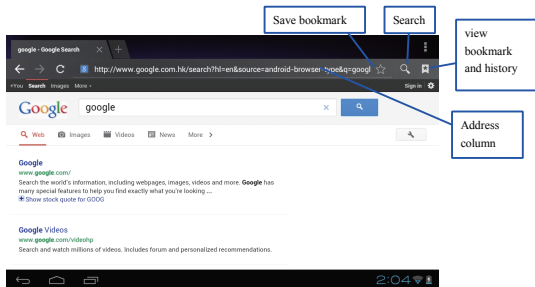 Save bookmark
Search
view
bookmark
and history
google - Google Search
http://www.google.com.hk/search?hl=en&source=android-browser-type&q=googl
+You Search Images More
Sign in
Google
google
Address
column
Web Images Videos News More
Google
www.google.com/
Search the world's information, including webpages, images, videos and more. Google has
many special features to help you find exactly what you're looking ...
Show stock quote for GOOG
Google Videos
www.google.com/videohp
Search and watch millions of videos. Includes forum and personalized recommendations.
2:04